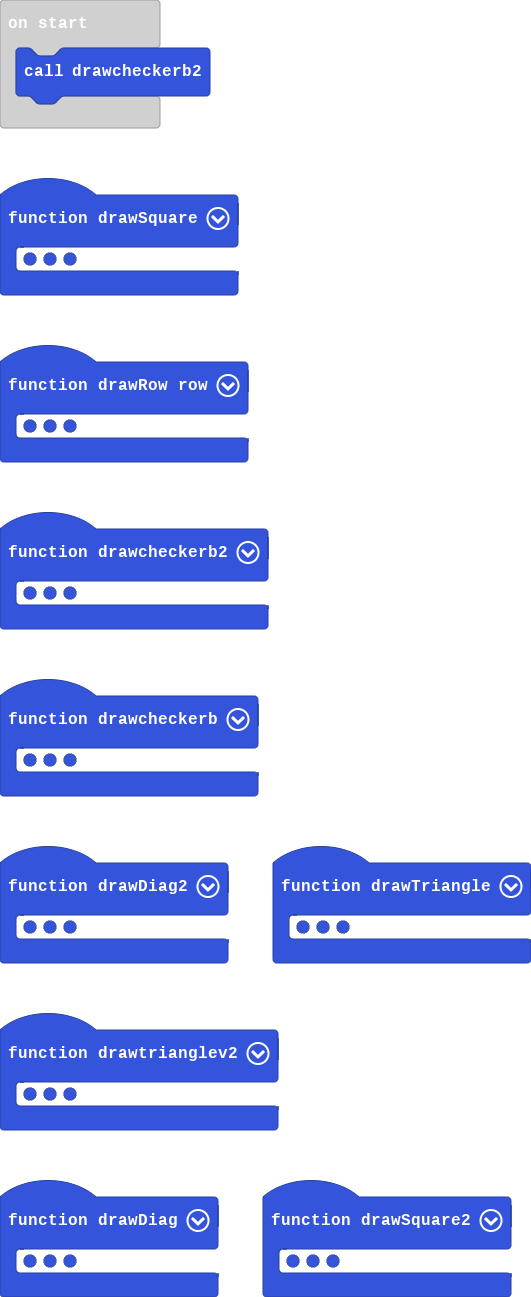 on start
call drawcheckerb2
function drawSquare
function drawRow row
function drawcheckerb2
function drawcheckerb
function drawDiag2
function drawTriangle
function drawtrianglev2
function drawDiag
function drawSquare2